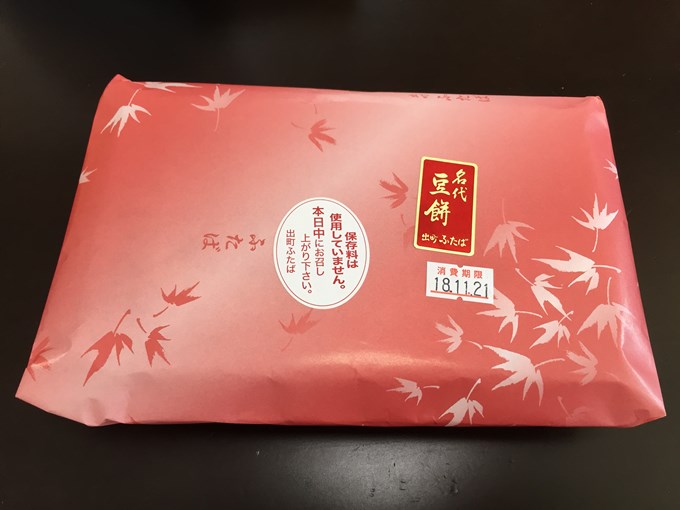 名代
豆餅
出町ふたば
消費期限
18.11.21
保存料は
使用していません。
本日中にお召し
上がり下さい。
出町ふたば
ふたば